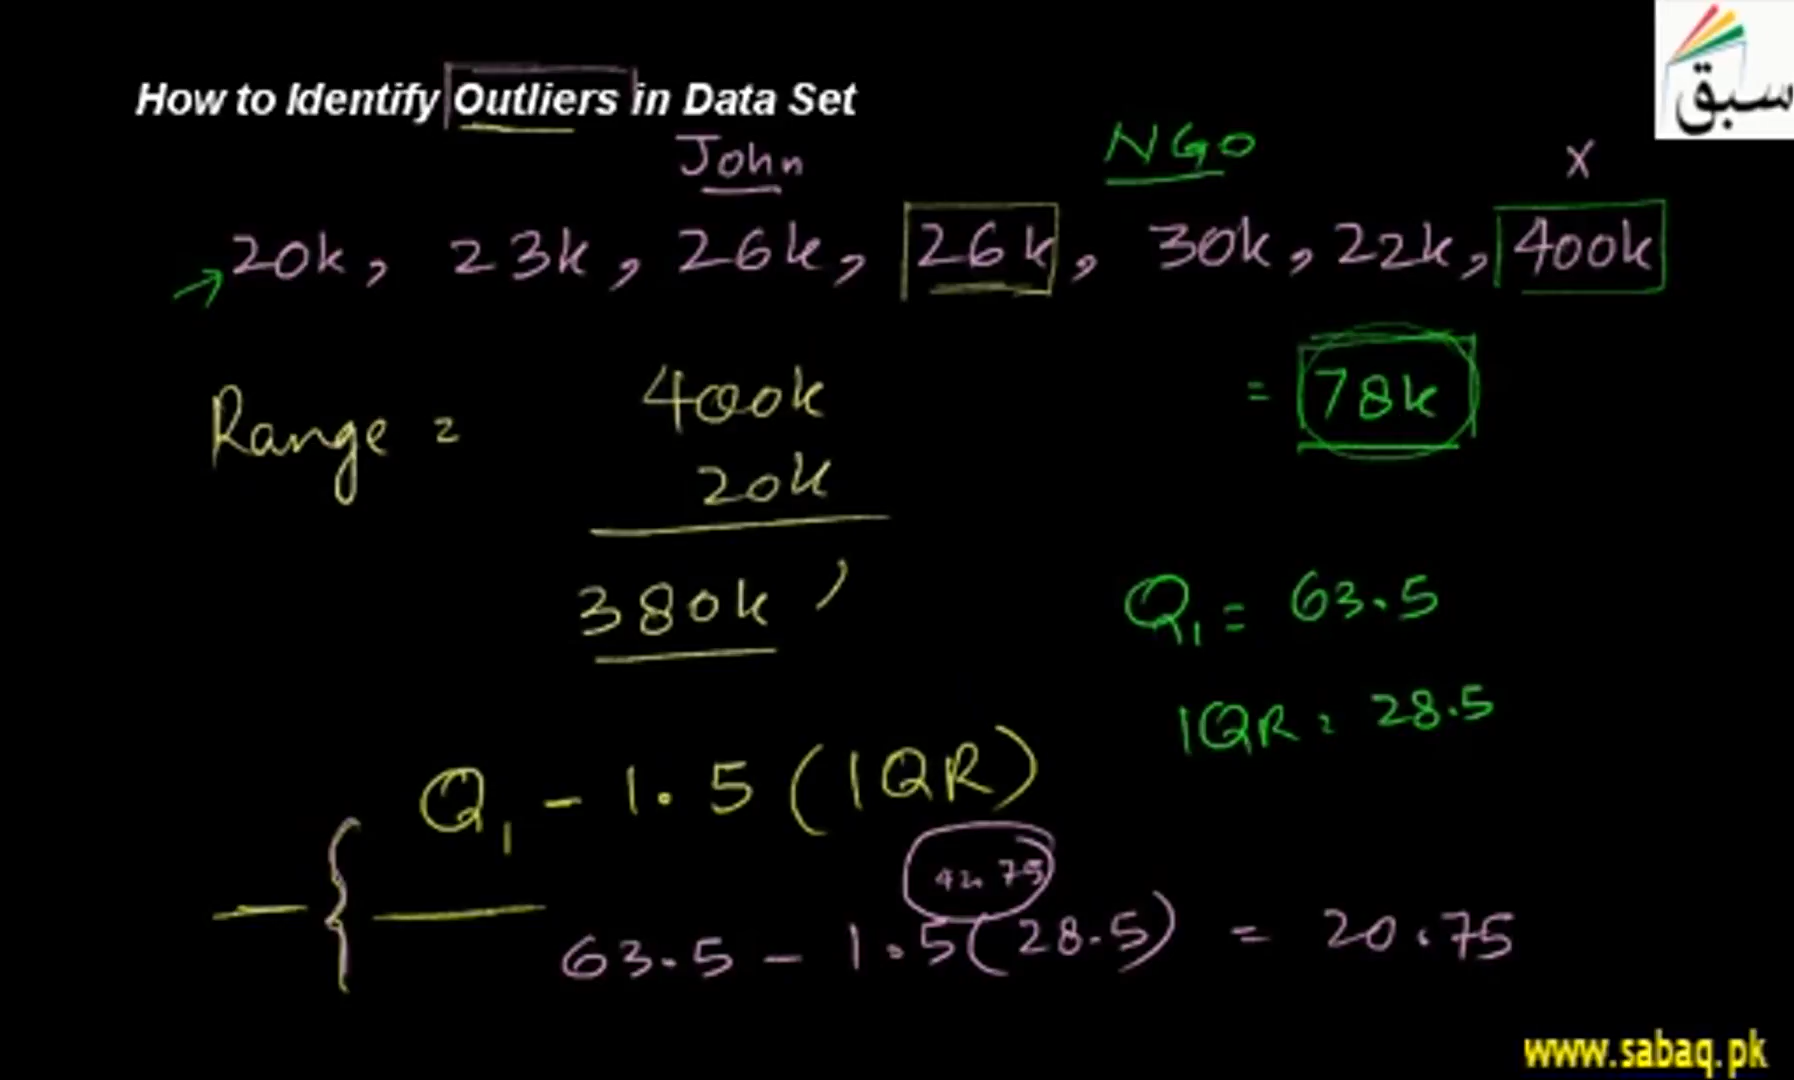 سبق
How to Identify Outliers in Data Set
John NGO X
20k, 23k, 26k, 26k, 30k, 22k, 400k
= 78k
Range = 400k
20k
380k,
Q₁ = 63.5
IQR = 28.5
Q₁ - 1.5 (IQR)
42.75
63.5 - 1.5(28.5) = 20.75
www.sabaq.pk